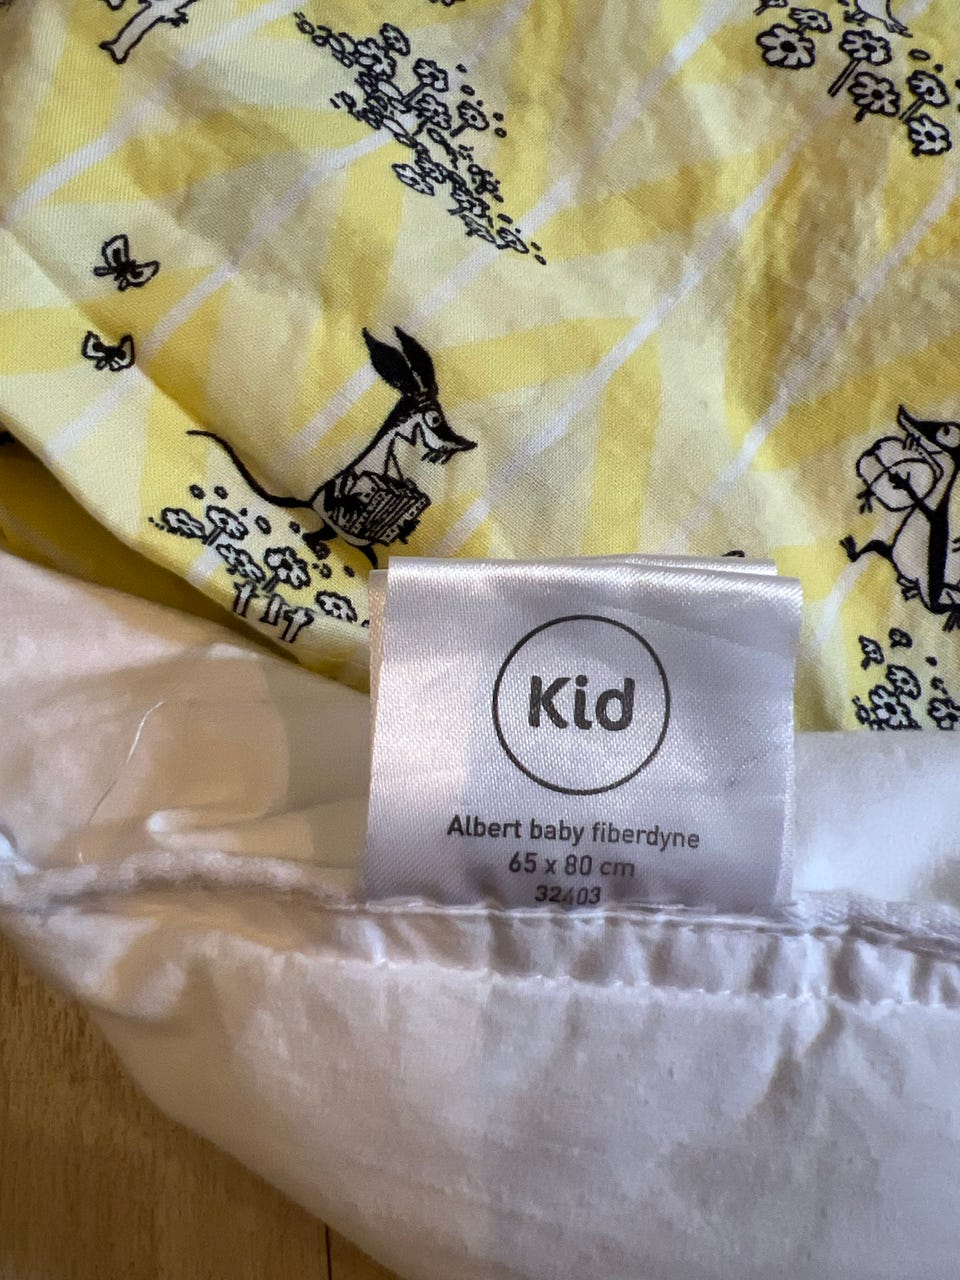 Kid
Albert baby fiberdyne
65 x 80 cm
32403